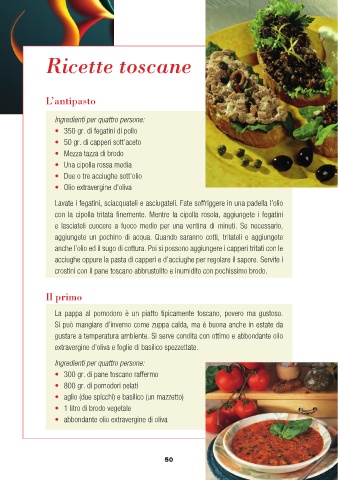 Ricette toscane
L'antipasto
Ingredienti per quattro persone:
• 350 gr. di fegatini di pollo
• 50 gr. di capperi sott'aceto
• Mezza tazza di brodo
• Una cipolla rossa media
• Due o tre acciughe sott'olio
• Olio extravergine d'oliva
Lavate i fegatini, sciacquateli e asciugateli. Fate soffriggere in una padella l'olio
con la cipolla tritata finemente. Mentre la cipolla rosola, aggiungete i fegatini
e lasciateli cuocere a fuoco medio per una ventina di minuti. Se necessario,
aggiungete un pochino di acqua. Quando saranno cotti, tritateli e aggiungete
anche l'olio ed il sugo di cottura. Poi si possono aggiungere i capperi tritati con le
acciughe oppure la pasta di capperi e d'acciughe per regolare il sapore. Servite i
crostini con il pane toscano abbrustolito e inumidito con pochissimo brodo.
Il primo
La pappa al pomodoro è un piatto tipicamente toscano, povero ma gustoso.
Si può mangiare d'inverno come zuppa calda, ma è buona anche in estate da
gustare a temperatura ambiente. Si serve condita con ottimo e abbondante olio
extravergine d'oliva e foglie di basilico spezzettate.
Ingredienti per quattro persone:
• 300 gr. di pane toscano raffermo
• 800 gr. di pomodori pelati
• aglio (due spicchi) e basilico (un mazzetto)
• 1 litro di brodo vegetale
• abbondante olio extravergine di oliva
50